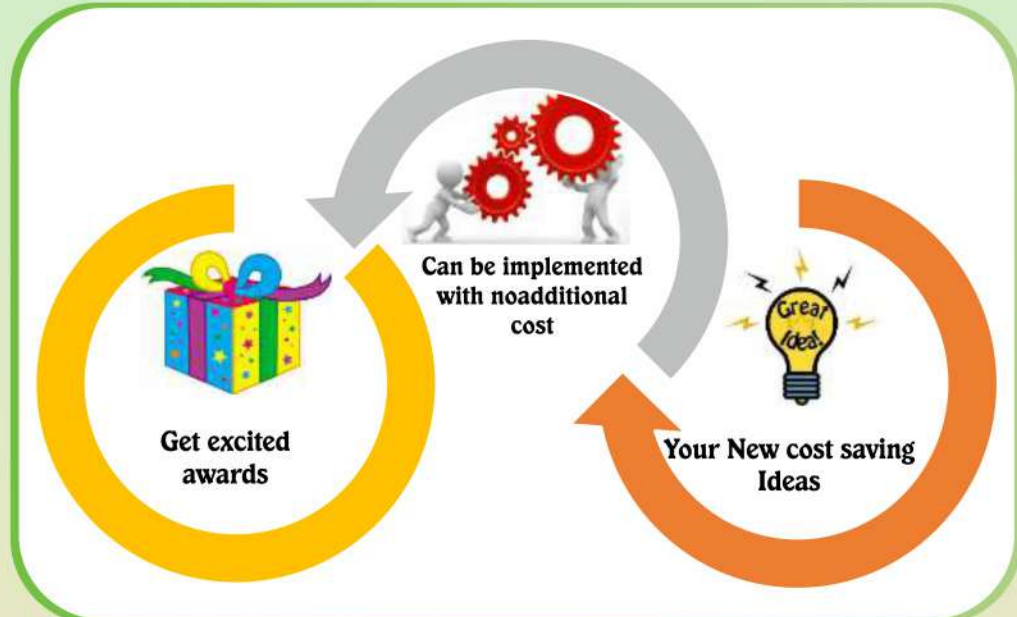 Can be implemented
with noadditional
cost
Great
Idea!
Get excited
awards
Your New cost saving
Ideas